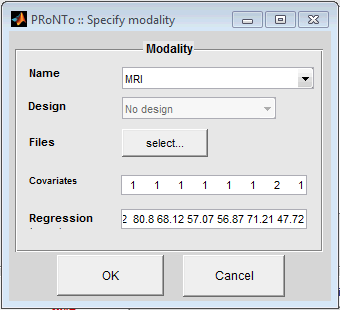 PRoNTo :: Specify modality
Modality
Name MRI
Design No design
Files select...
Covariates 1 1 1 1 1 1 2 1
Regression 2 80.8 68.12 57.07 56.87 71.21 47.72
OK Cancel